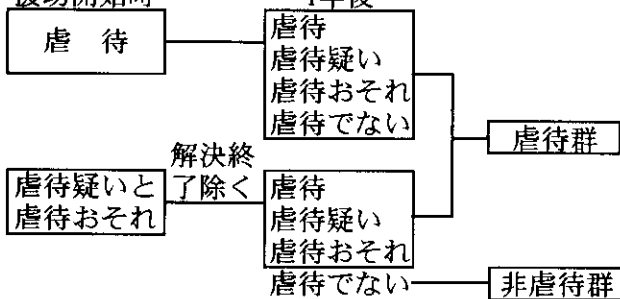 援助開始時
1年後
虐 待
虐待
虐待疑い
虐待おそれ
虐待でない
虐待群
解決終
了除く
虐待疑いと
虐待おそれ
虐待
虐待疑い
虐待おそれ
虐待でない
非虐待群